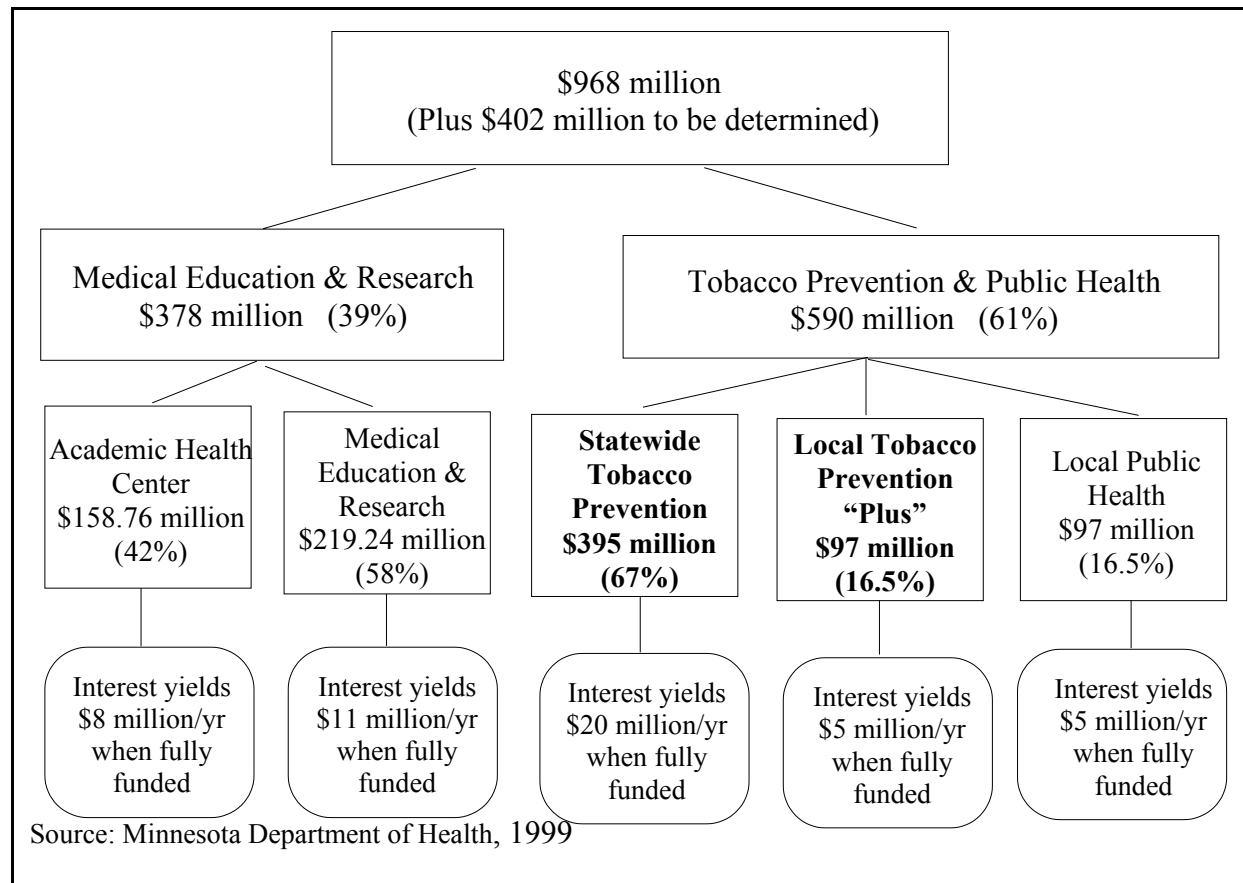 $968 million
(Plus $402 million to be determined)
Medical Education & Research
$378 million (39%)
Tobacco Prevention & Public Health
$590 million (61%)
Academic Health
Center
$158.76 million
(42%)
Medical
Education &
Research
$219.24 million
(58%)
Statewide
Tobacco
Prevention
$395 million
(67%)
Local Tobacco
Prevention
“Plus”
$97 million
(16.5%)
Local Public
Health
$97 million
(16.5%)
Interest yields
$8 million/yr
when fully
funded
Interest yields
$11 million/yr
when fully
funded
Interest yields
$20 million/yr
when fully
funded
Interest yields
$5 million/yr
when fully
funded
Interest yields
$5 million/yr
when fully
funded
Source: Minnesota Department of Health, 1999